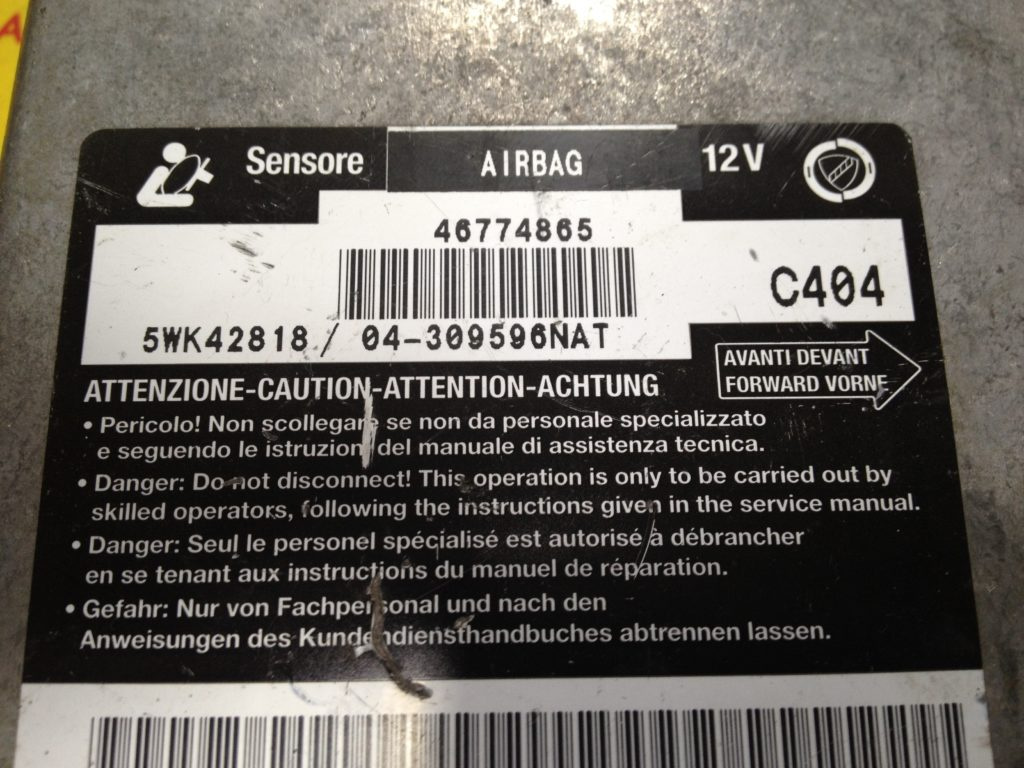 A
Sensore AIRBAG 12V
46774865
C404
5WK42818 / 04-309596NAT
AVANTI DEVANT
FORWARD VORNE
ATTENZIONE-CAUTION-ATTENTION-ACHTUNG
• Pericolo! Non scollegare se non da personale specializzato
e seguendo le istruzioni del manuale di assistenza tecnica.
• Danger: Do not disconnect! This operation is only to be carried out by
skilled operators, following the instructions given in the service manual.
• Danger: Seul le personel spécialisé est autorisé à débrancher
en se tenant aux instructions du manuel de réparation.
• Gefahr: Nur von Fachpersonal und nach den
Anweisungen des Kundendiensthandbuches abtrennen lassen.